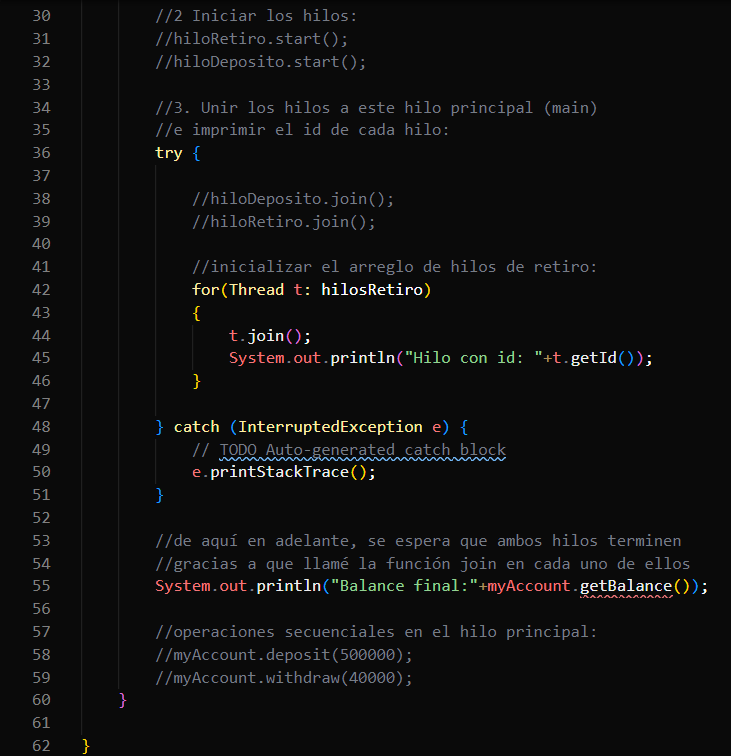 30 //2 Iniciar los hilos:
31 //hiloRetiro.start();
32 //hiloDeposito.start();
33
34 //3. Unir los hilos a este hilo principal (main)
35 //e imprimir el id de cada hilo:
36 try {
37
38 //hiloDeposito.join();
39 //hiloRetiro.join();
40
41 //inicializar el arreglo de hilos de retiro:
42 for(Thread t: hilosRetiro)
43 {
44 t.join();
45 System.out.println("Hilo con id: "+t.getId());
46 }
47
48 } catch (InterruptedException e) {
49 // TODO Auto-generated catch block
50 e.printStackTrace();
51 }
52
53 //de aquí en adelante, se espera que ambos hilos terminen
54 //gracias a que llamé la función join en cada uno de ellos
55 System.out.println("Balance final:"+myAccount.getBalance());
56
57 //operaciones secuenciales en el hilo principal:
58 //myAccount.deposit(500000);
59 //myAccount.withdraw(40000);
60 }
61
62 }